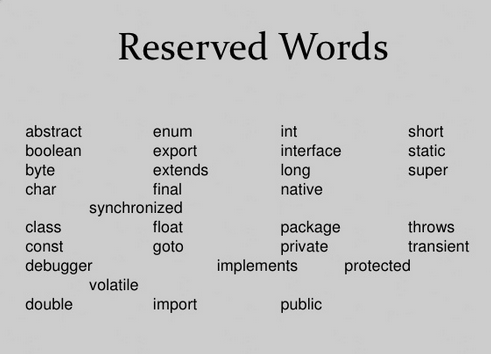 Reserved Words
abstract enum int short
boolean export interface static
byte extends long super
char final native
synchronized
class float package throws
const goto private transient
debugger implements protected
volatile
double import public